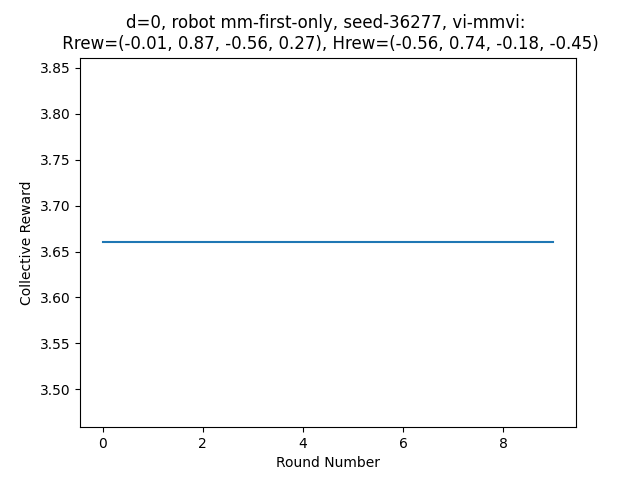 d=0, robot mm-first-only, seed-36277, vi-mmvi:
Rrew=(-0.01, 0.87, -0.56, 0.27), Hrew=(-0.56, 0.74, -0.18, -0.45)
3.85
3.80
3.75
3.70
3.65
3.60
3.55
3.50
Collective Reward
0 2 4 6 8
Round Number